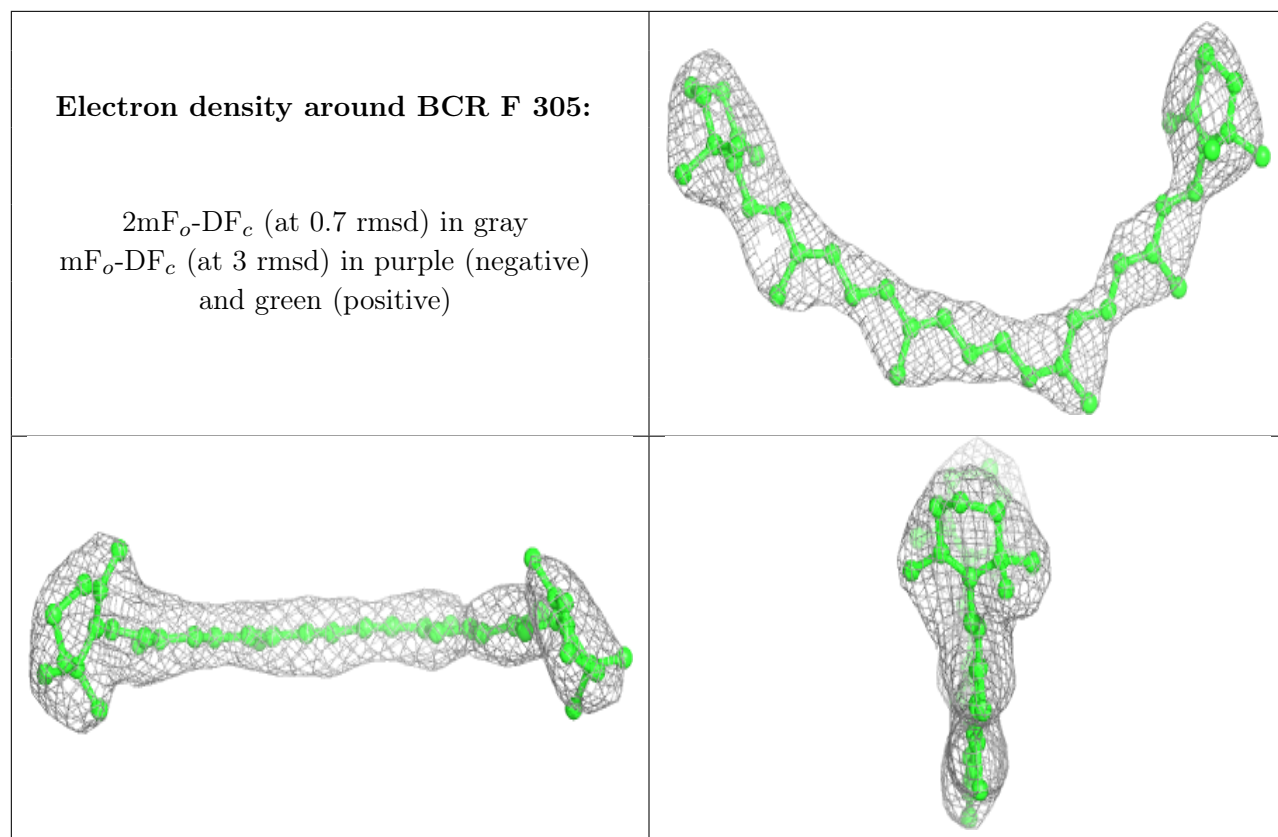 Electron density around BCR F 305:
2mFₒ-DF𝒸 (at 0.7 rmsd) in gray
mFₒ-DF𝒸 (at 3 rmsd) in purple (negative)
and green (positive)